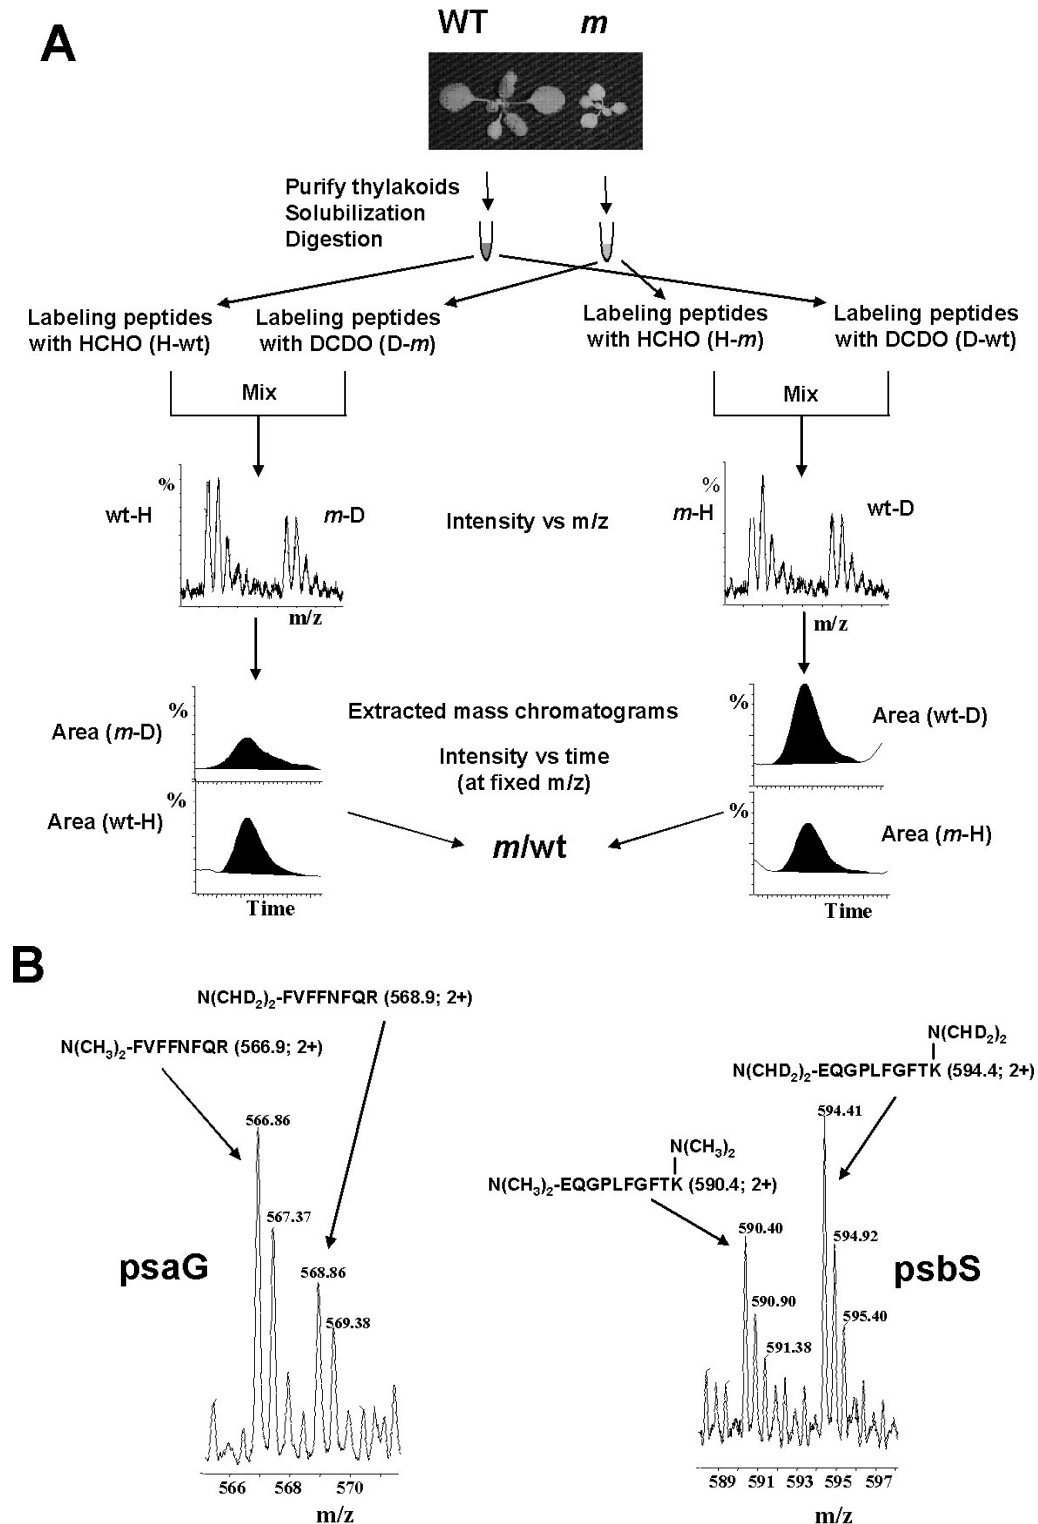 A
WT
m
Purify thylakoids
Solubilization
Digestion
Labeling peptides
with HCHO (H-wt)
Labeling peptides
with DCDO (D-m)
Labeling peptides
with HCHO (H-m)
Labeling peptides
with DCDO (D-wt)
Mix
Mix
%
wt-H
m-D
m/z
Intensity vs m/z
%
m-H
wt-D
m/z
%
Area (m-D)
Extracted mass chromatograms
Intensity vs time
(at fixed m/z)
%
Area (wt-D)
%
Area (wt-H)
Time
m/wt
%
Area (m-H)
Time
B
N(CHD2)2-FVFFNFQR (568.9; 2+)
N(CH3)2-FVFFNFQR (566.9; 2+)
566.86
567.37
568.86
569.38
psaG
566 568 570
m/z
N(CHD2)2
N(CHD2)2-EQGPLFGFTK (594.4; 2+)
594.41
N(CH3)2
N(CH3)2-EQGPLFGFTK (590.4; 2+)
590.40
590.90
591.38
594.92
595.40
psbS
589 591 593 595 597
m/z